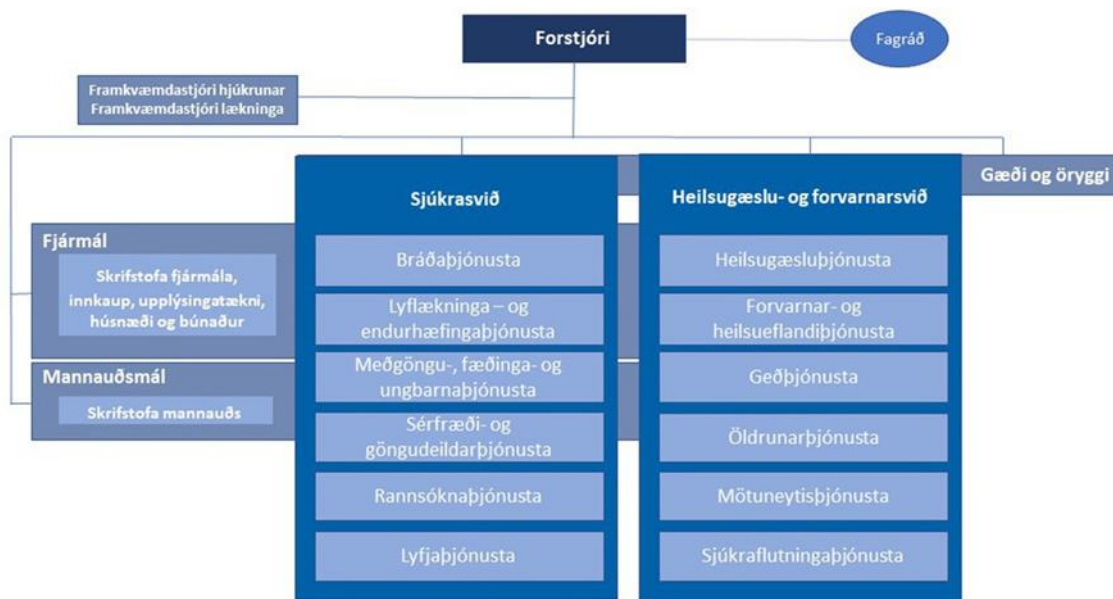 Forstjóri
Fagráð
Framkvæmdastjóri hjúkrunar
Framkvæmdastjóri lækninga
Gæði og öryggi
Fjármál
Skrifstofa fjármála,
innkaup, upplýsingatækni,
húsnæði og búnaður
Mannauðsmál
Skrifstofa mannauðs
Sjúkrasvið
Bráðaþjónusta
Lyflækninga – og
endurhæfingaþjónusta
Meðgöngu-, fæðinga- og
ungbarnaþjónusta
Sérfræði- og
göngudeildarþjónusta
Rannsóknaþjónusta
Lyfjaþjónusta
Heilsugæslu- og forvarnarsvið
Heilsugæsluþjónusta
Forvarnar- og
heilsueflandiþjónusta
Geðþjónusta
Öldrunarþjónusta
Mötuneytisþjónusta
Sjúkraflutningaþjónusta